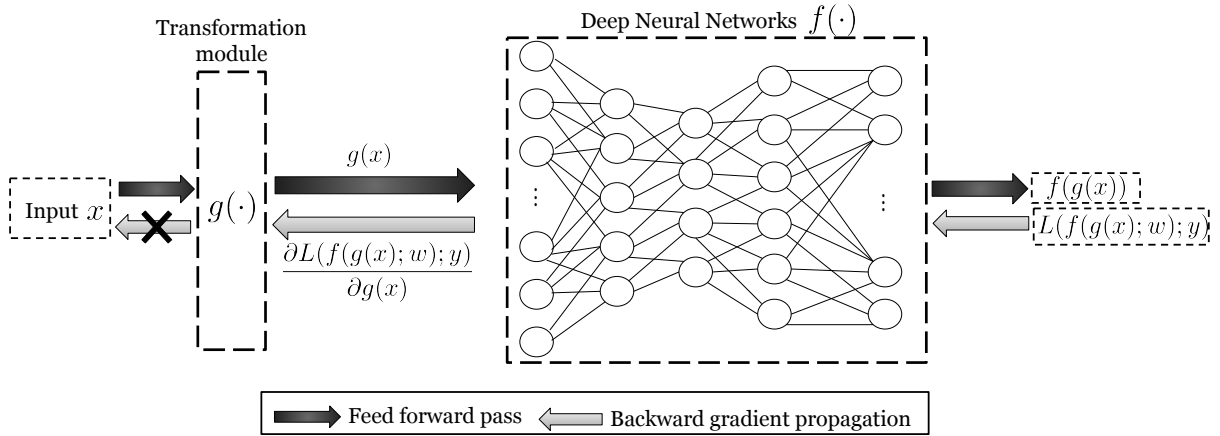 Transformation
module
Deep Neural Networks f(·)
Input x
g(·)
g(x)
∂L(f(g(x); w); y)
∂g(x)
⋮
⋮
⋮
f(g(x))
L(f(g(x); w); y)
Feed forward pass
Backward gradient propagation